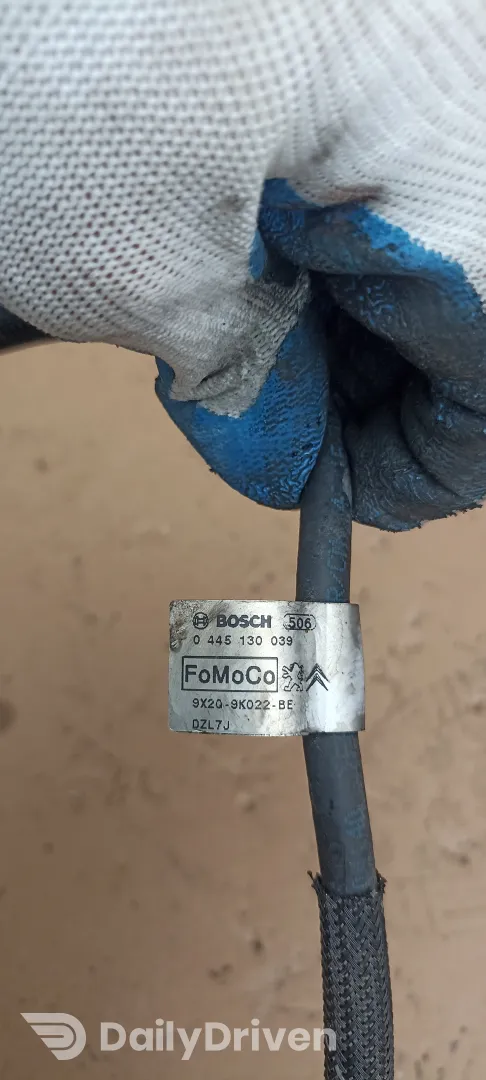 BOSCH 506
0 445 130 039
FoMoCo
9X2Q-9K022-BE
DZL7J
DailyDriven